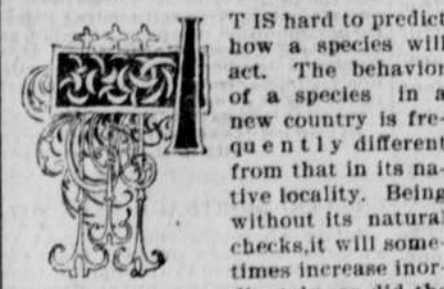 T IS hard to predict
how a species will
act. The behavior
of a species in a
new country is fre-
quently different
from that in its na-
tive locality. Being
without its natural
checks,it will some-
times increase inor-